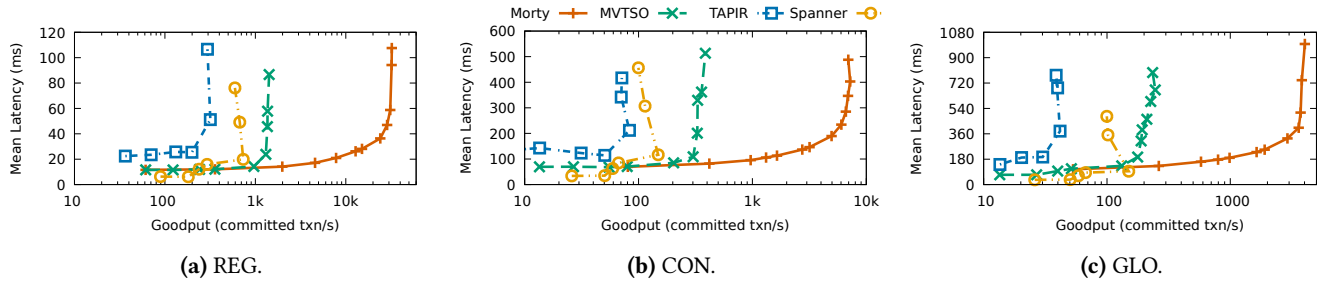 Morty MVTSO TAPIR Spanner
Mean Latency (ms)
120
100
80
60
40
20
0
100 1k 10k
Goodput (committed txn/s)
(a) REG.
Mean Latency (ms)
600
500
400
300
200
100
0
10 100 1k 10k
Goodput (committed txn/s)
(b) CON.
Mean Latency (ms)
1080
900
720
540
360
180
0
10 100 1000
Goodput (committed txn/s)
(c) GLO.